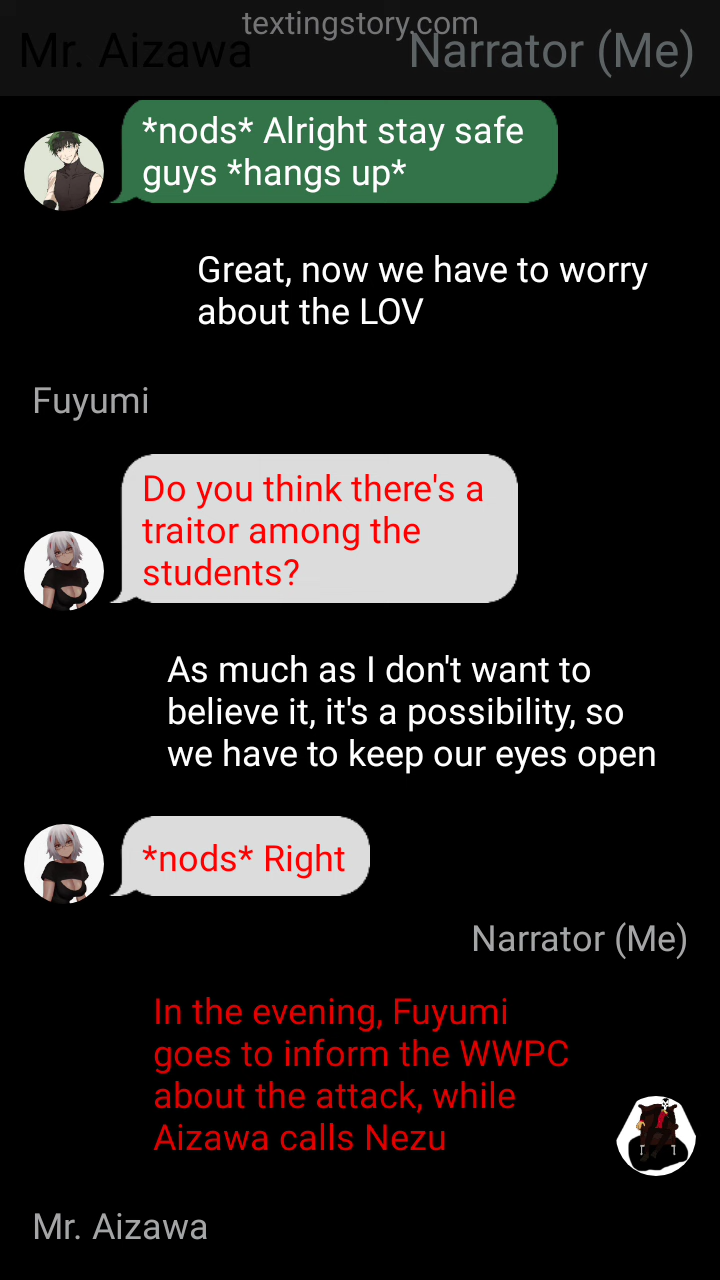 textingstory.com
Mr. Aizawa
Narrator (Me)
*nods* Alright stay safe
guys *hangs up*
Great, now we have to worry
about the LOV
Fuyumi
Do you think there's a
traitor among the
students?
As much as I don't want to
believe it, it's a possibility, so
we have to keep our eyes open
*nods* Right
Narrator (Me)
In the evening, Fuyumi
goes to inform the WWPC
about the attack, while
Aizawa calls Nezu
Mr. Aizawa